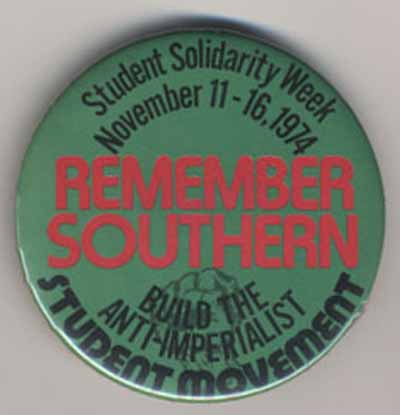 Student Solidarity Week
November 11-16, 1974
REMEMBER
SOUTHERN
BUILD THE
ANTI-IMPERIALIST
STUDENT MOVEMENT